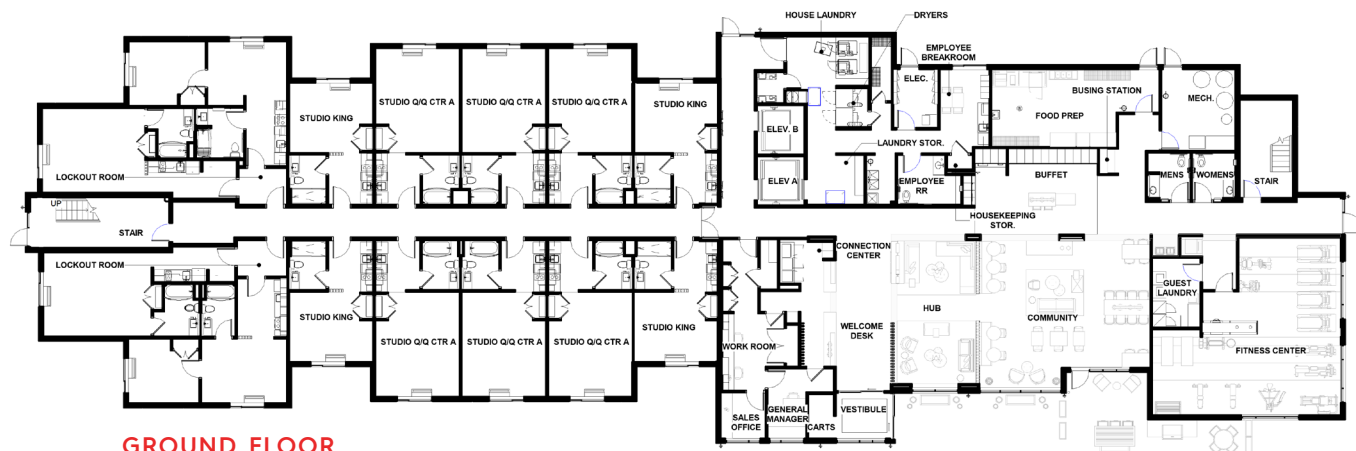 HOUSE LAUNDRY
DRYERS
EMPLOYEE
BREAKROOM
ELEC.
BUSING STATION
MECH.
FOOD PREP
STUDIO Q/Q CTR A
STUDIO Q/Q CTR A
STUDIO Q/Q CTR A
STUDIO KING
STUDIO KING
ELEV. B
LAUNDRY STOR.
LOCKOUT ROOM
ELEV A
EMPLOYEE
RR
BUFFET
MENS
WOMENS
STAIR
UP
STAIR
HOUSEKEEPING
STOR.
LOCKOUT ROOM
CONNECTION
CENTER
GUEST
LAUNDRY
STUDIO KING
STUDIO KING
HUB
COMMUNITY
WELCOME
DESK
STUDIO Q/Q CTR A
STUDIO Q/Q CTR A
STUDIO Q/Q CTR A
WORK ROOM
FITNESS CENTER
SALES
OFFICE
GENERAL
MANAGER
CARTS
VESTIBULE
GROUND FLOOR